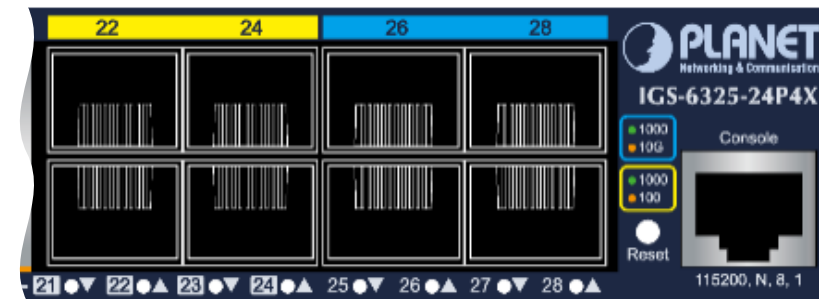 22 24 26 28
PLANET
Networking & Communication
IGS-6325-24P4X
1000
10G
Console
1000
100
Reset
21 22 23 24 25 26 27 28
115200, N, 8, 1